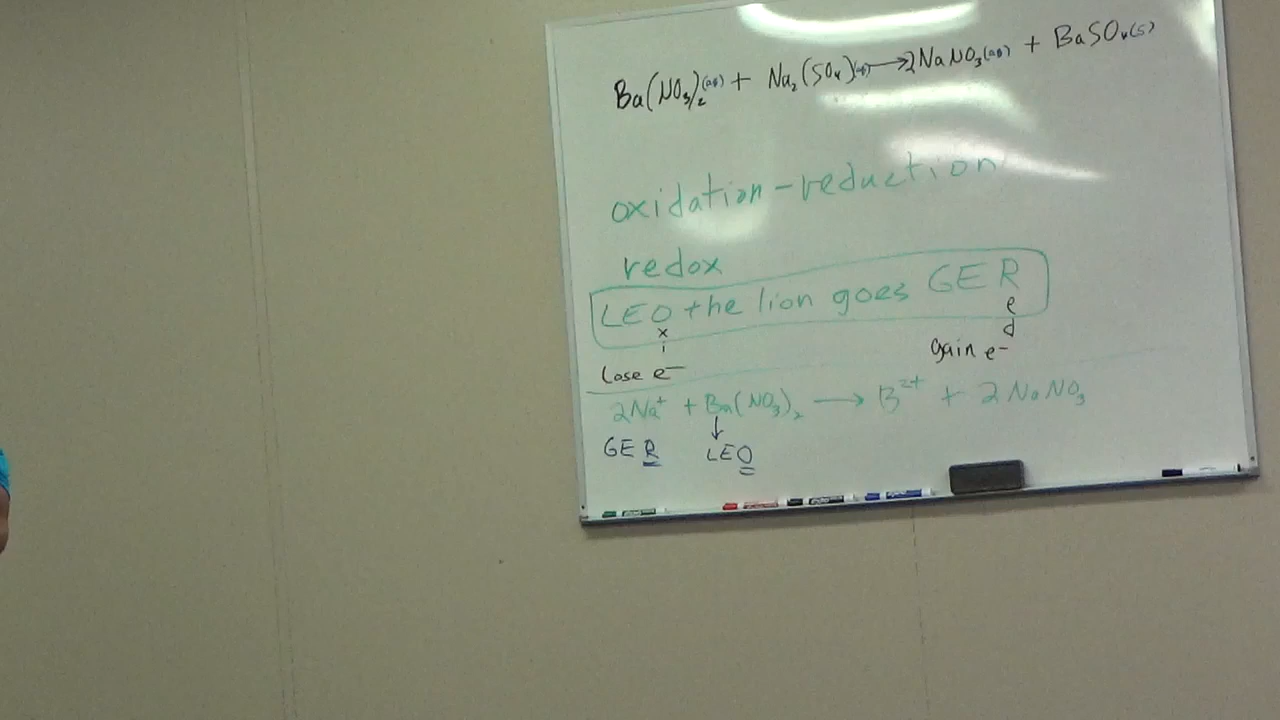 Ba(NO₃)₂(aq) + Na₂(SO₄)(aq) → 2NaNO₃(aq) + BaSO₄(s)
oxidation-reduction
redox
LEO the lion goes GER
x
i
e
d
lose e⁻
gain e⁻
2Na⁺ + Ba(NO₃)₂ → B²⁺ + 2NaNO₃
↓
GER LEO